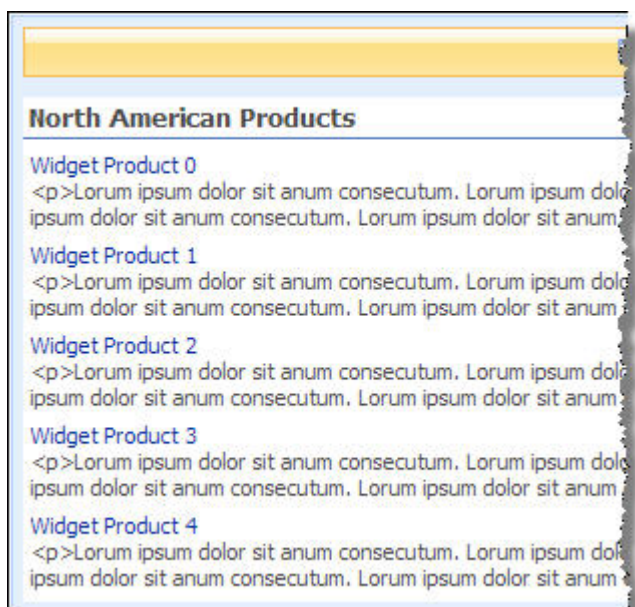 North American Products
Widget Product 0
<p>Lorum ipsum dolor sit anum consecutum. Lorum ipsum
ipsum dolor sit anum consecutum. Lorum ipsum dolor sit anum
Widget Product 1
<p>Lorum ipsum dolor sit anum consecutum. Lorum ipsum
ipsum dolor sit anum consecutum. Lorum ipsum dolor sit anum
Widget Product 2
<p>Lorum ipsum dolor sit anum consecutum. Lorum ipsum
ipsum dolor sit anum consecutum. Lorum ipsum dolor sit anum
Widget Product 3
<p>Lorum ipsum dolor sit anum consecutum. Lorum ipsum
ipsum dolor sit anum consecutum. Lorum ipsum dolor sit anum
Widget Product 4
<p>Lorum ipsum dolor sit anum consecutum. Lorum ipsum
ipsum dolor sit anum consecutum. Lorum ipsum dolor sit anum